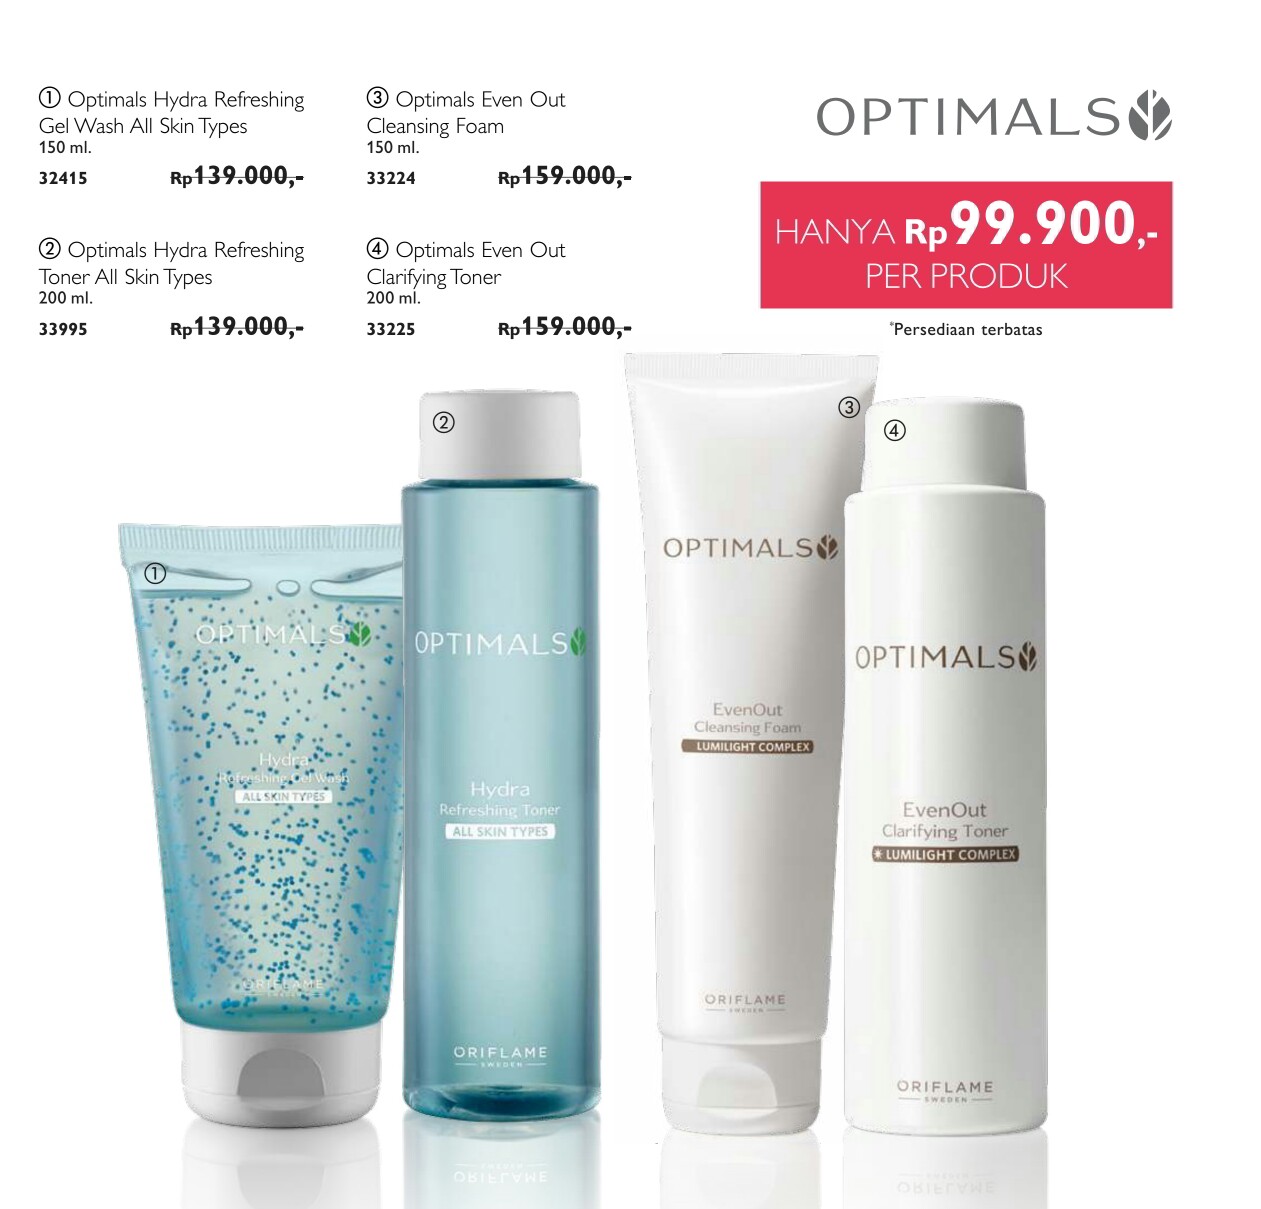 ① Optimals Hydra Refreshing
Gel Wash All Skin Types
150 ml.
32415 Rp139.000,-
② Optimals Hydra Refreshing
Toner All Skin Types
200 ml.
33995 Rp139.000,-
③ Optimals Even Out
Cleansing Foam
150 ml.
33224 Rp159.000,-
④ Optimals Even Out
Clarifying Toner
200 ml.
33225 Rp159.000,-
OPTIMALS
HANYA Rp99.900,-
PER PRODUK
*Persediaan terbatas
①
OPTIMALS
Hydra
Refreshing Gel Wash
ALL SKIN TYPES
ORIFLAME
SWEDEN
②
OPTIMALS
Hydra
Refreshing Toner
ALL SKIN TYPES
ORIFLAME
SWEDEN
③
OPTIMALS
EvenOut
Cleansing Foam
LUMILIGHT COMPLEX
ORIFLAME
SWEDEN
④
OPTIMALS
EvenOut
Clarifying Toner
LUMILIGHT COMPLEX
ORIFLAME
SWEDEN